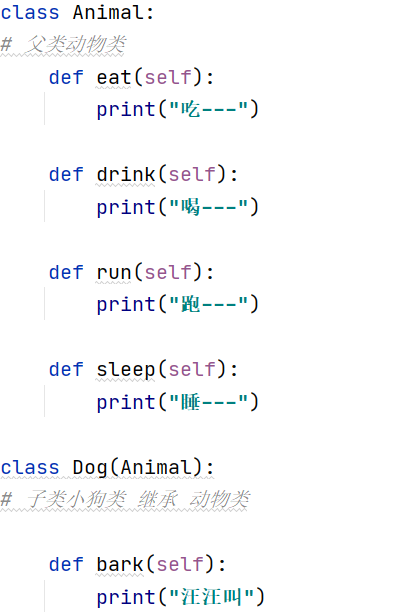 class Animal:
# 父类动物类
    def eat(self):
        print("吃---")
    def drink(self):
        print("喝---")
    def run(self):
        print("跑---")
    def sleep(self):
        print("睡---")
class Dog(Animal):
# 子类小狗类 继承 动物类
    def bark(self):
        print("汪汪叫")